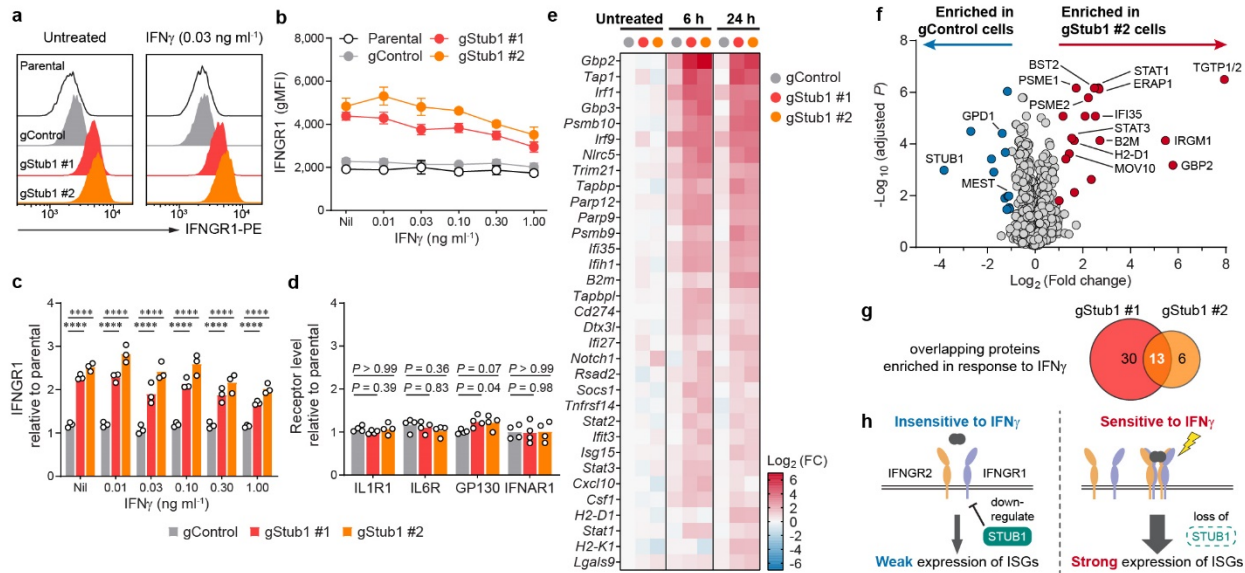 a
Untreated
IFNγ (0.03 ng ml⁻¹)
Parental
gControl
gStub1 #1
gStub1 #2
10³ 10⁴ 10³ 10⁴
IFNGR1-PE
b
Parental
gControl
gStub1 #1
gStub1 #2
IFNGR1 (gMFI)
8,000
6,000
4,000
2,000
0
Nil 0.01 0.03 0.10 0.30 1.00
IFNγ (ng ml⁻¹)
c
IFNGR1
relative to parental
4
3
2
1
0
**** **** **** **** **** ****
**** **** **** **** **** ****
Nil 0.01 0.03 0.10 0.30 1.00
IFNγ (ng ml⁻¹)
d
Receptor level
relative to parental
4
3
2
1
0
P > 0.99 P = 0.36 P = 0.07 P > 0.99
P = 0.39 P = 0.83 P = 0.04 P = 0.98
IL1R1 IL6R GP130 IFNAR1
gControl gStub1 #1 gStub1 #2
e
Untreated 6 h 24 h
gControl
gStub1 #1
gStub1 #2
Gbp2
Tap1
Irf1
Gbp3
Psmb10
Irf9
Nlrc5
Trim21
Tapbp
Parp12
Parp9
Psmb9
Ifi35
Ifih1
B2m
Tapbpl
Cd274
Dtx3l
Ifi27
Notch1
Rsad2
Socs1
Tnfrsf14
Stat2
Ifit3
Isg15
Stat3
Cxcl10
Csf1
H2-D1
Stat1
H2-K1
Lgals9
Log₂ (FC)
6
4
2
0
-2
-4
-6
f
Enriched in
gControl cells
Enriched in
gStub1 #2 cells
-Log₁₀ (adjusted P)
8
6
4
2
0
BST2
PSME1
PSME2
STAT1
ERAP1
TGTP1/2
IFI35
STAT3
B2M
H2-D1
MOV10
IRGM1
GBP2
GPD1
STUB1
MEST
-4 -2 0 2 4 6 8
Log₂ (Fold change)
g
gStub1 #1
gStub1 #2
overlapping proteins
enriched in response to IFNγ
30 13 6
h
Insensitive to IFNγ
IFNGR2 IFNGR1
down-
regulate
STUB1
Weak expression of ISGs
Sensitive to IFNγ
loss of
STUB1
Strong expression of ISGs